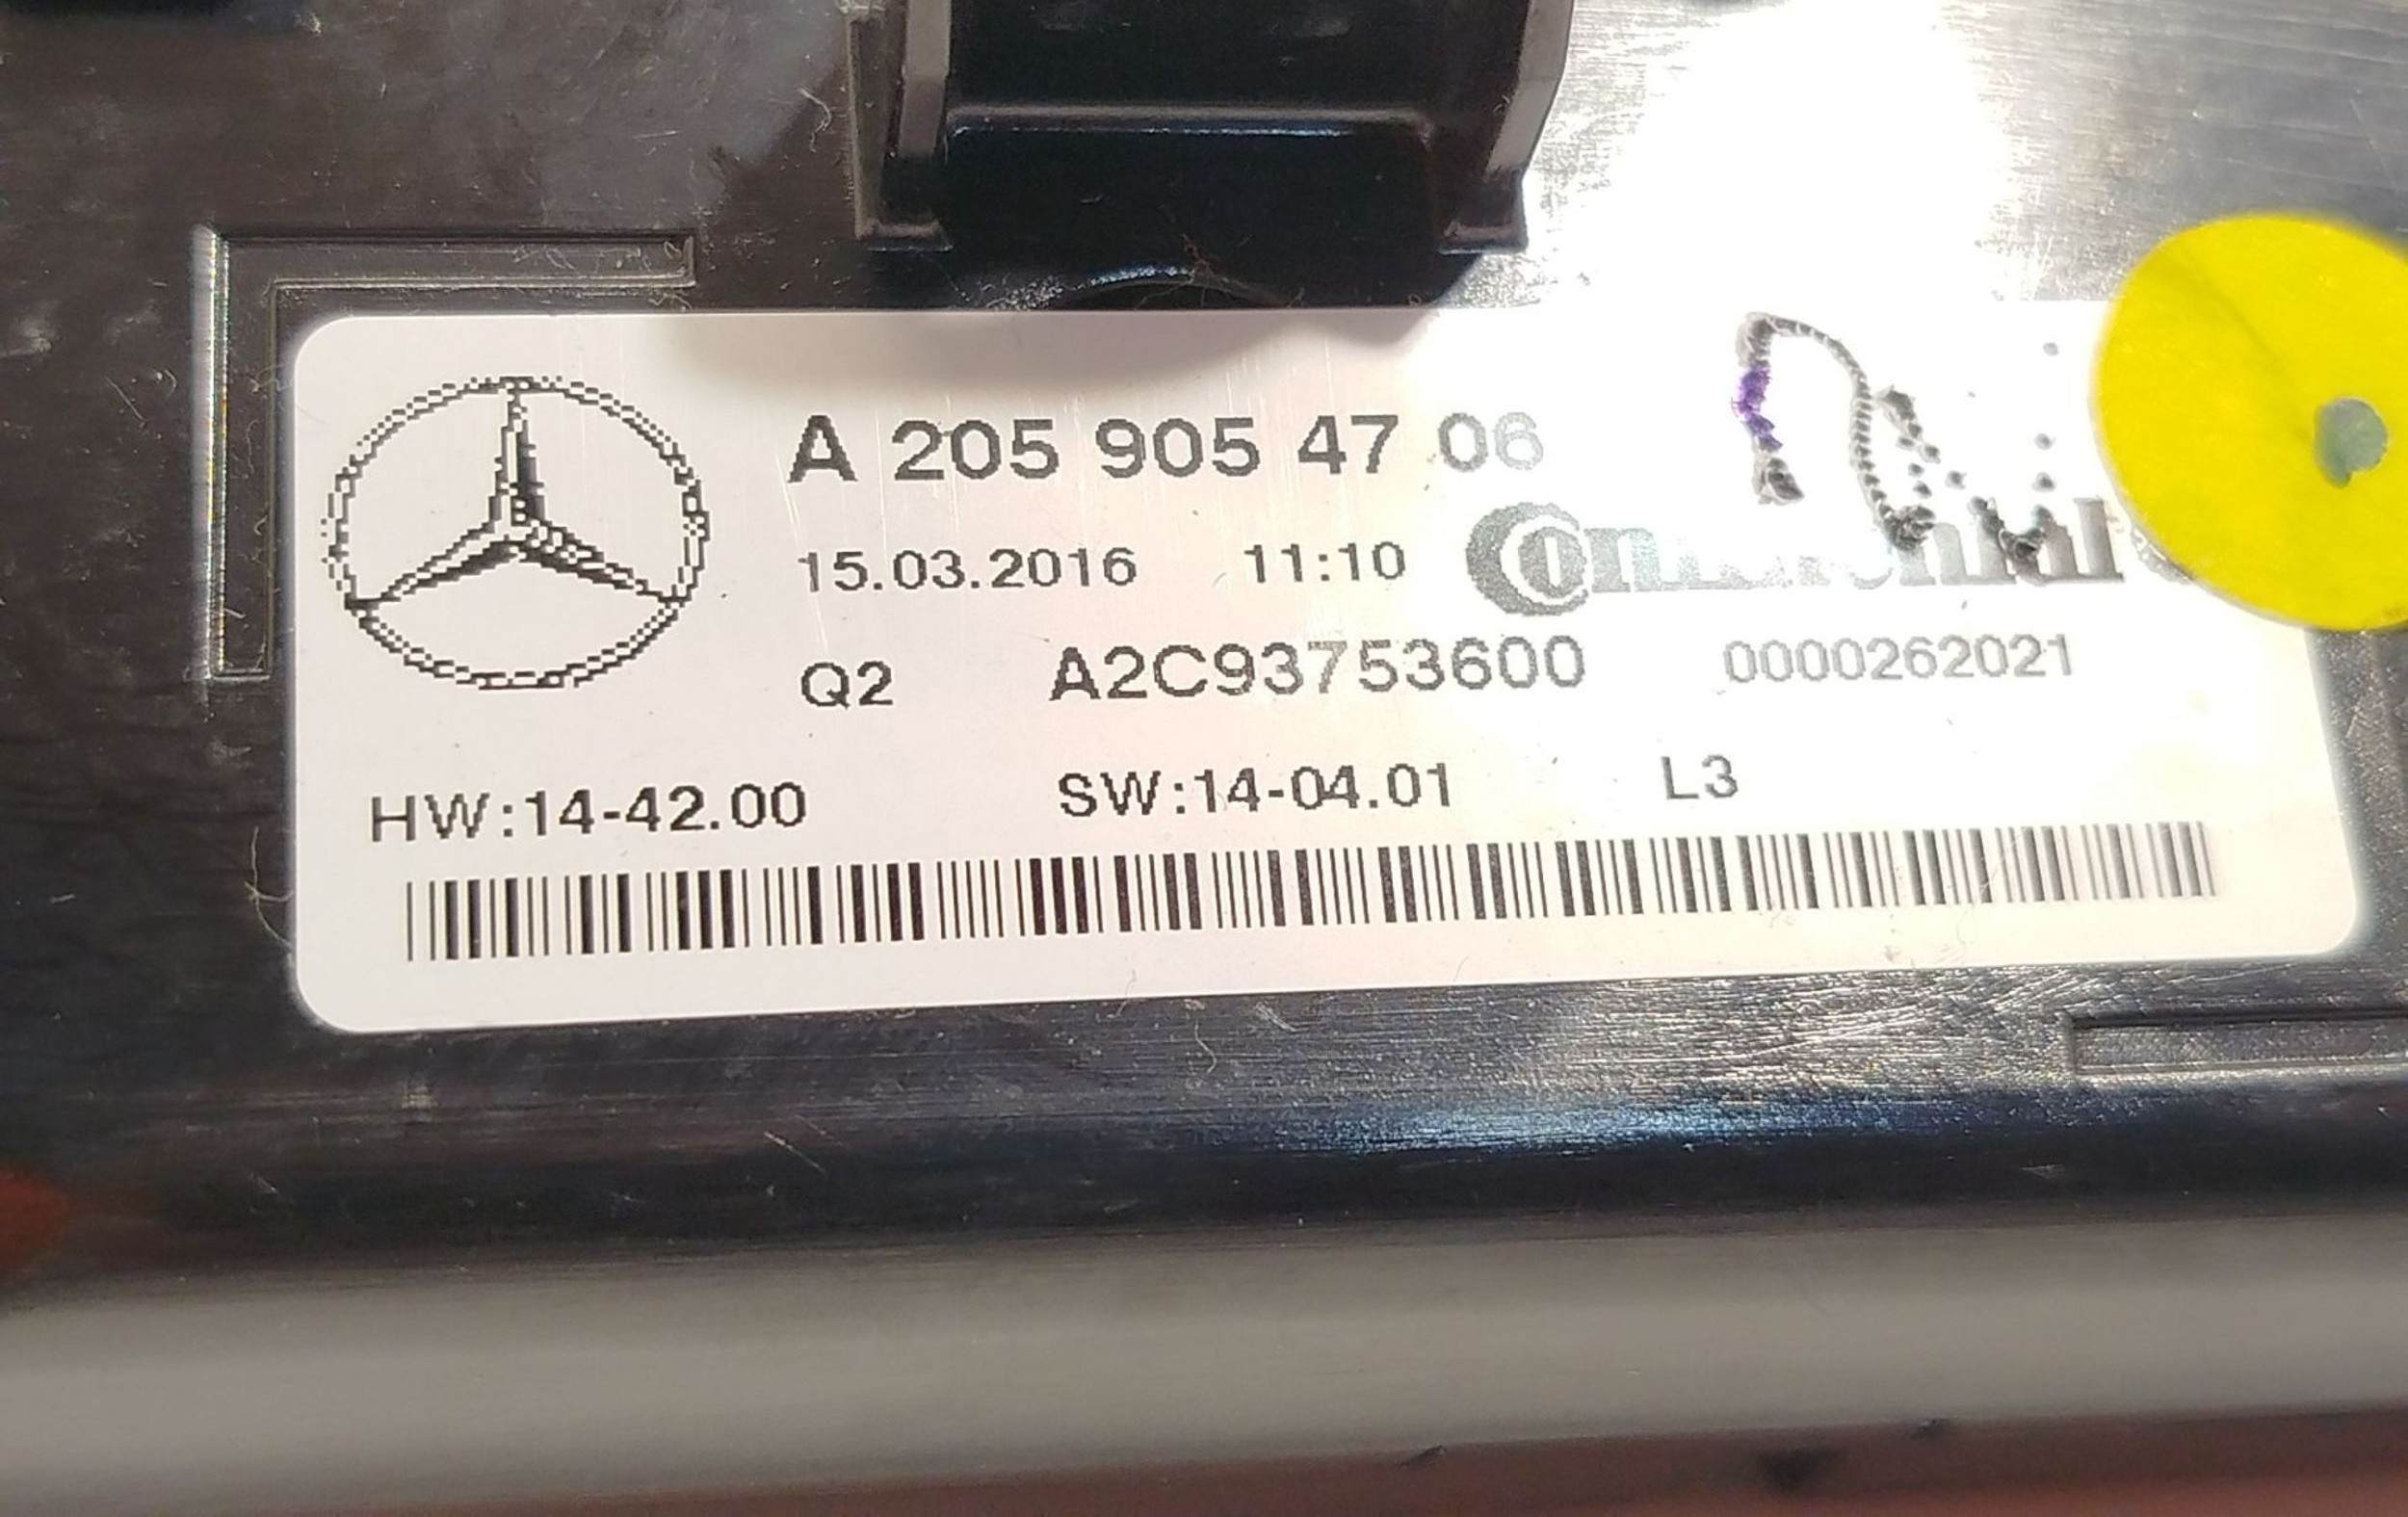 A 205 905 47 06
15.03.2016 11:10 Continental
Q2 A2C93753600 0000262021
HW:14-42.00 SW:14-04.01 L3